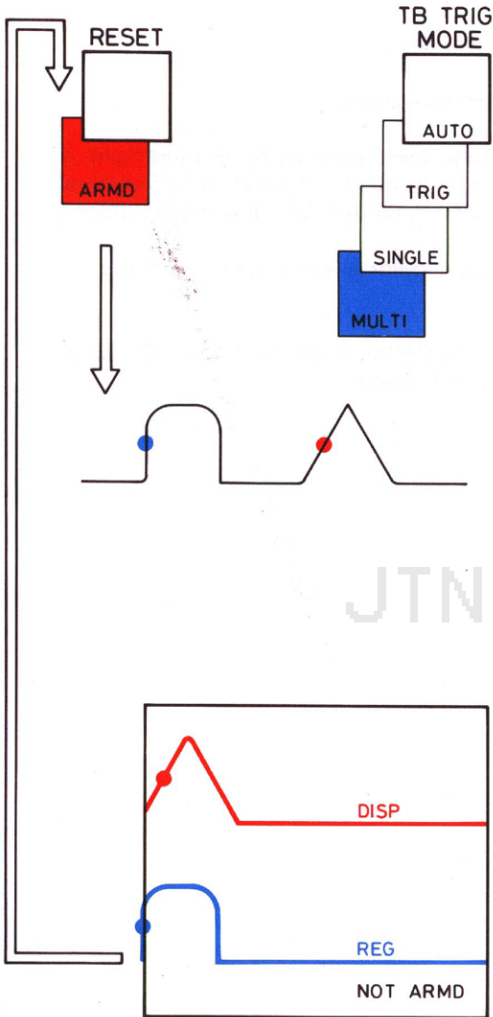 RESET
TB TRIG
MODE
AUTO
ARMD
TRIG
SINGLE
MULTI
JTN
DISP
REG
NOT ARMD